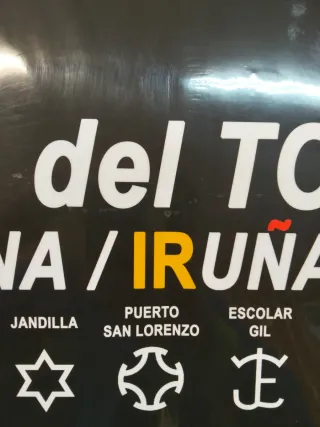 del TO
NA / IRUÑA
JANDILLA
PUERTO
SAN LORENZO
ESCOLAR
GIL